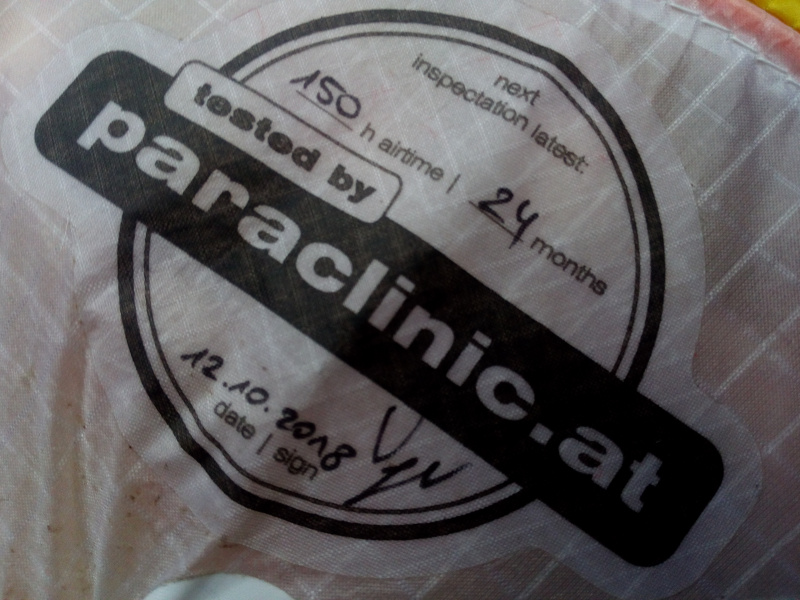 next
inspectation latest:
150 h airtime | 24 months
tested by
paraclinic.at
12.10.2018
date | sign